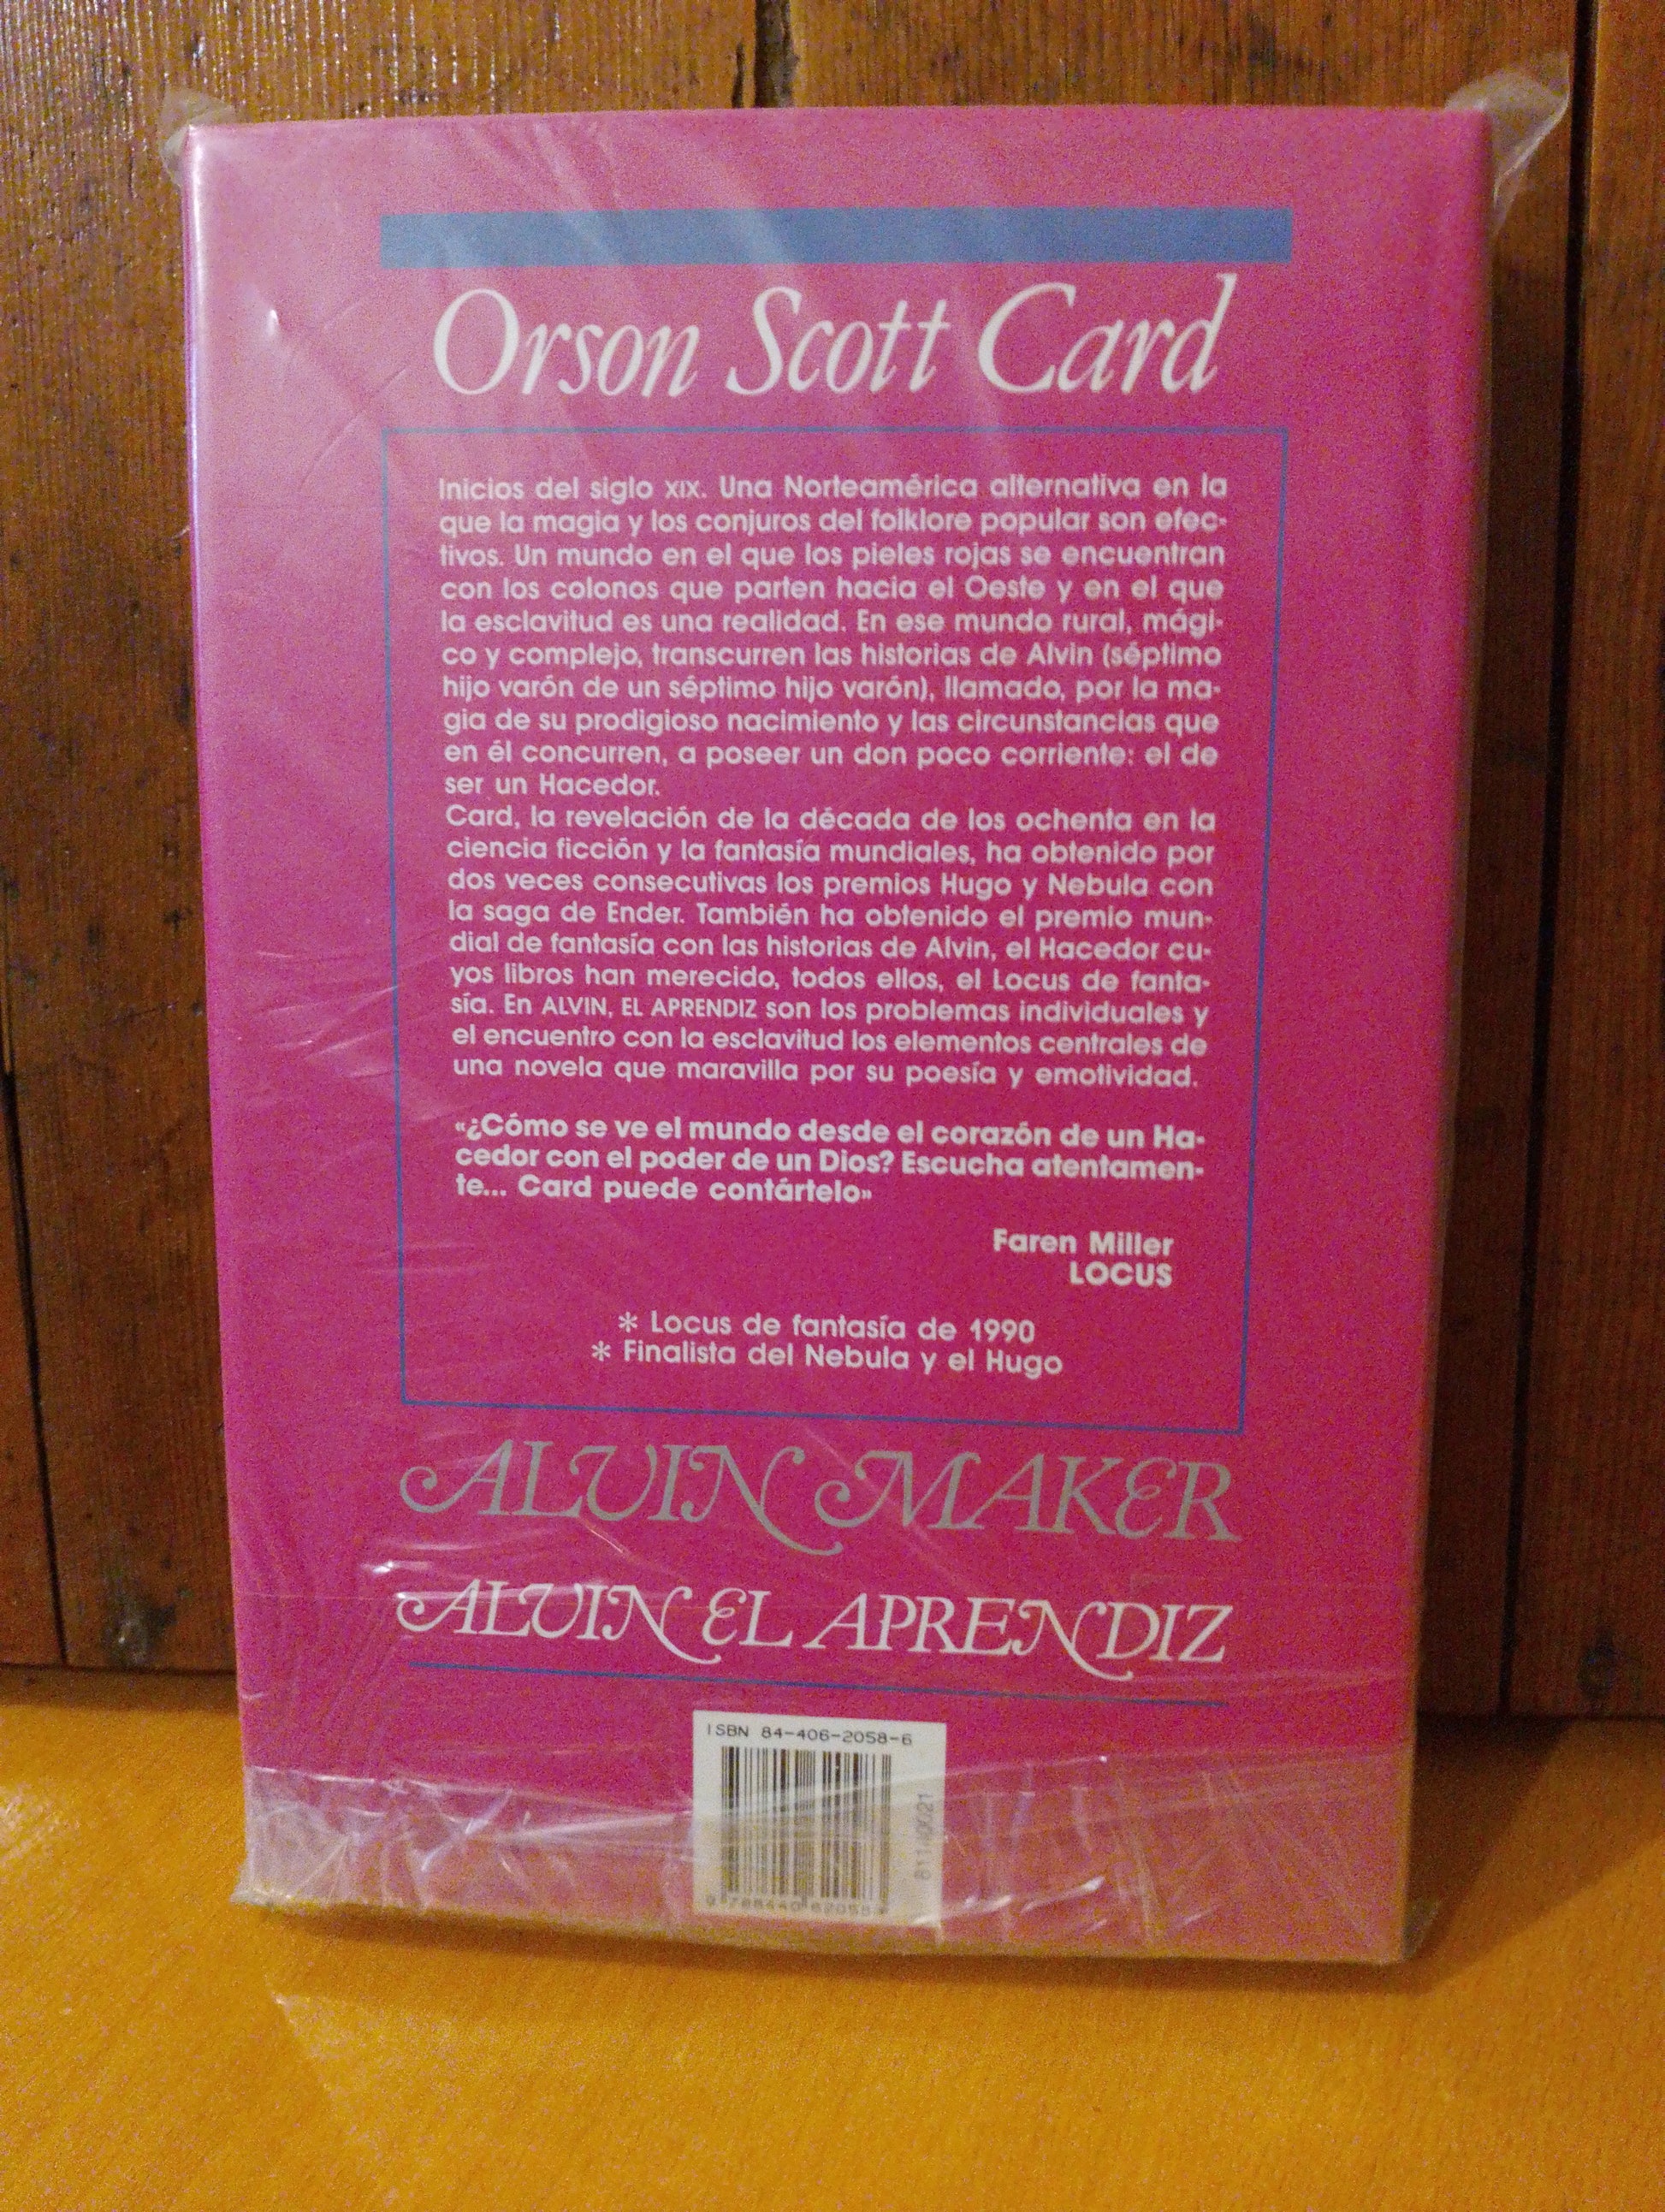 Orson Scott Card
Inicios del siglo XIX. Una Norteamérica alternativa en la
que la magia y los conjuros del folklore popular son efec-
tivos. Un mundo en el que los pieles rojas se encuentran
con los colonos que parten hacia el Oeste y en el que
la esclavitud es una realidad. En ese mundo rural, mági-
co y complejo, transcurren las historias de Alvin (séptimo
hijo varón de un séptimo hijo varón), llamado, por la ma-
gia de su prodigioso nacimiento y las circunstancias que
en él concurren, a poseer un don poco corriente: el de
ser un Hacedor.
Card, la revelación de la década de los ochenta en la
ciencia ficción y la fantasía mundiales, ha obtenido por
dos veces consecutivas los premios Hugo y Nebula con
la saga de Ender. También ha obtenido el premio mun-
dial de fantasía con las historias de Alvin, el Hacedor cu-
yos libros han merecido, todos ellos, el Locus de fanta-
sía. En ALVIN, EL APRENDIZ son los problemas individuales y
el encuentro con la esclavitud los elementos centrales de
una novela que maravilla por su poesía y emotividad.
«¿Cómo se ve el mundo desde el corazón de un Ha-
cedor con el poder de un Dios? Escucha atentamen-
te... Card puede contártelo»
Faren Miller
LOCUS
* Locus de fantasía de 1990
* Finalista del Nebula y el Hugo
ALVIN MAKER
ALVIN EL APRENDIZ
ISBN 84-406-2058-6